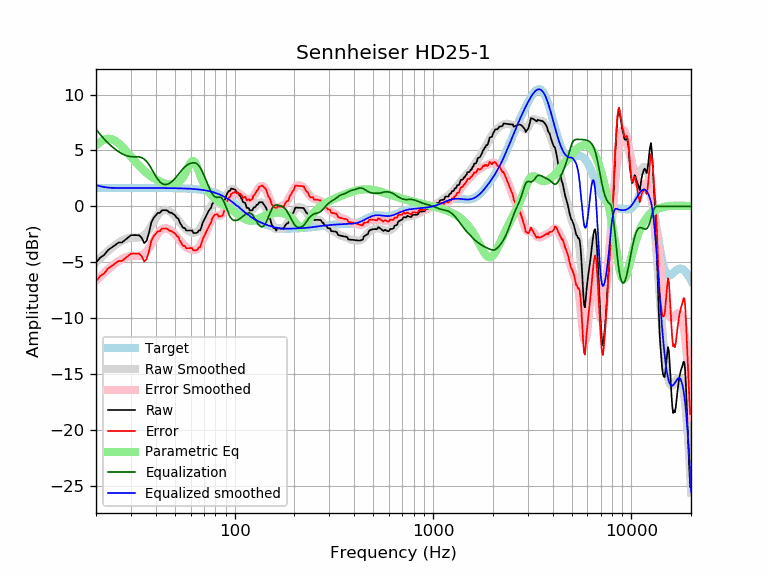 Sennheiser HD25-1
10
5
0
−5
−10
−15
−20
−25
Amplitude (dBr)
Target
Raw Smoothed
Error Smoothed
Raw
Error
Parametric Eq
Equalization
Equalized smoothed
100
1000
10000
Frequency (Hz)